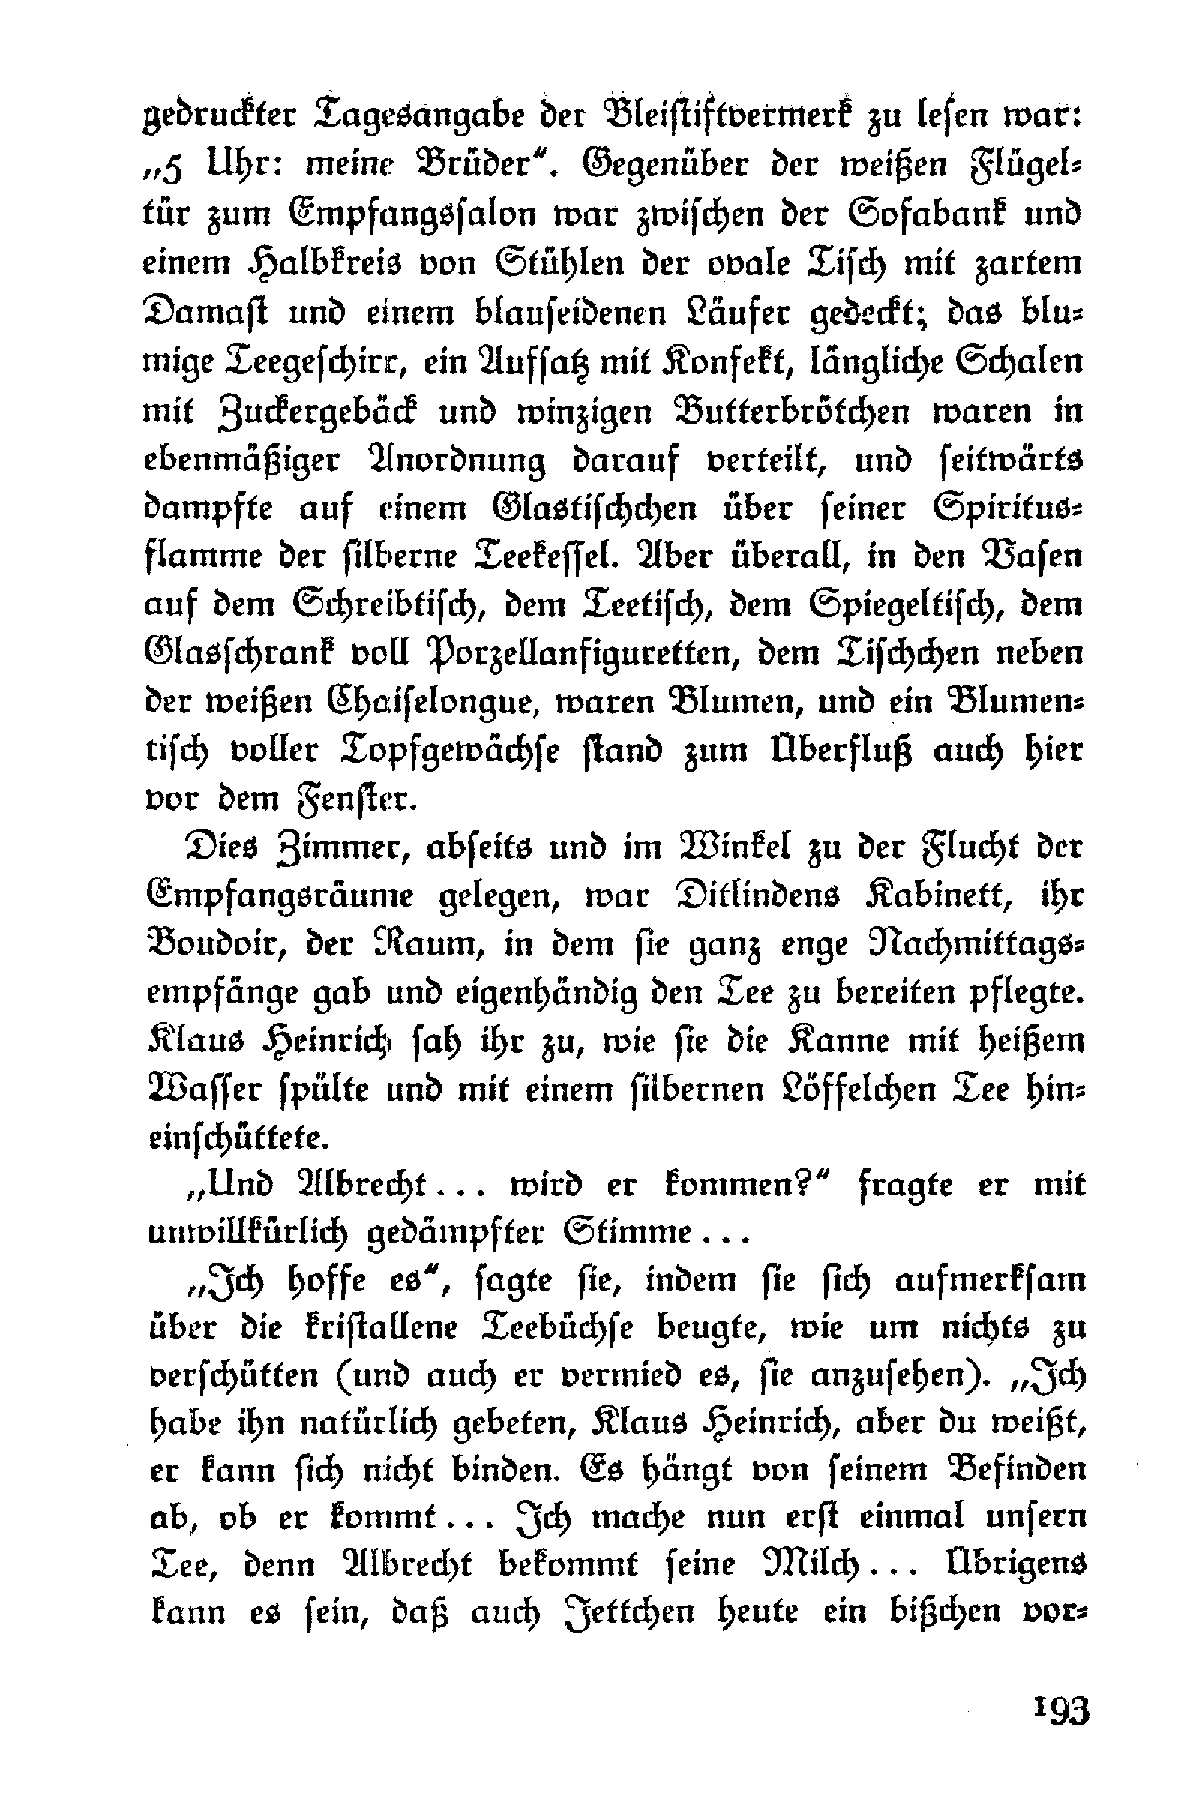 gedruckter Tagesangabe der Bleistiftvermerk zu lesen war:
„5 Uhr: meine Brüder“. Gegenüber der weißen Flügel-
tür zum Empfangssalon war zwischen der Sofabank und
einem Halbkreis von Stühlen der ovale Tisch mit zartem
Damast und einem blauseidenen Läufer gedeckt; das blu-
mige Teegeschirr, ein Aufsatz mit Konfekt, längliche Schalen
mit Zuckergebäck und winzigen Butterbrötchen waren in
ebenmäßiger Anordnung darauf verteilt, und seitwärts
dampfte auf einem Glastischchen über seiner Spiritus-
flamme der silberne Teekessel. Aber überall, in den Vasen
auf dem Schreibtisch, dem Teetisch, dem Spiegeltisch, dem
Glasschrank voll Porzellanfiguretten, dem Tischchen neben
der weißen Chaiselongue, waren Blumen, und ein Blumen-
tisch voller Topfgewächse stand zum Überfluß auch hier
vor dem Fenster.
Dies Zimmer, abseits und im Winkel zu der Flucht der
Empfangsräume gelegen, war Ditlindens Kabinett, ihr
Boudoir, der Raum, in dem sie ganz enge Nachmittags-
empfänge gab und eigenhändig den Tee zu bereiten pflegte.
Klaus Heinrich sah ihr zu, wie sie die Kanne mit heißem
Wasser spülte und mit einem silbernen Löffelchen Tee hin-
einschüttete.
„Und Albrecht... wird er kommen?“ fragte er mit
unwillkürlich gedämpfter Stimme...
„Ich hoffe es“, sagte sie, indem sie sich aufmerksam
über die kristallene Teebüchse beugte, wie um nichts zu
verschütten (und auch er vermied es, sie anzusehen). „Ich
habe ihn natürlich gebeten, Klaus Heinrich, aber du weißt,
er kann sich nicht binden. Es hängt von seinem Befinden
ab, ob er kommt... Ich mache nun erst einmal unsern
Tee, denn Albrecht bekommt seine Milch... Übrigens
kann es sein, daß auch Jettchen heute ein bißchen vor-
193